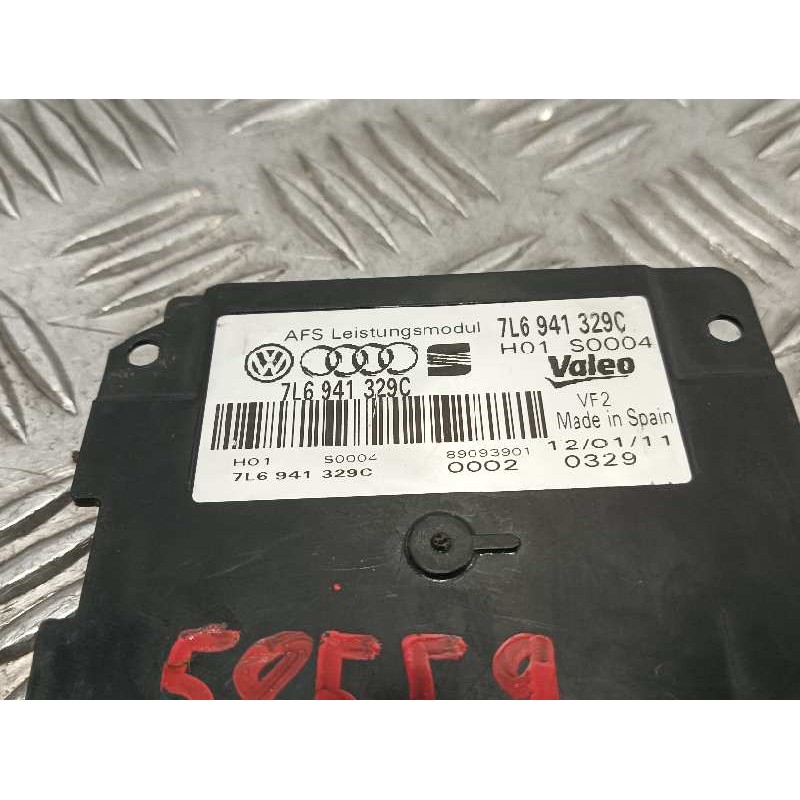 AFS Leistungsmodul
7L6 941 329C
H01 S0004
Valeo
7L6 941 329C
VF2
Made in Spain
H01 S0004 89093901
12/01/11
7L6 941 329C 0002 0329